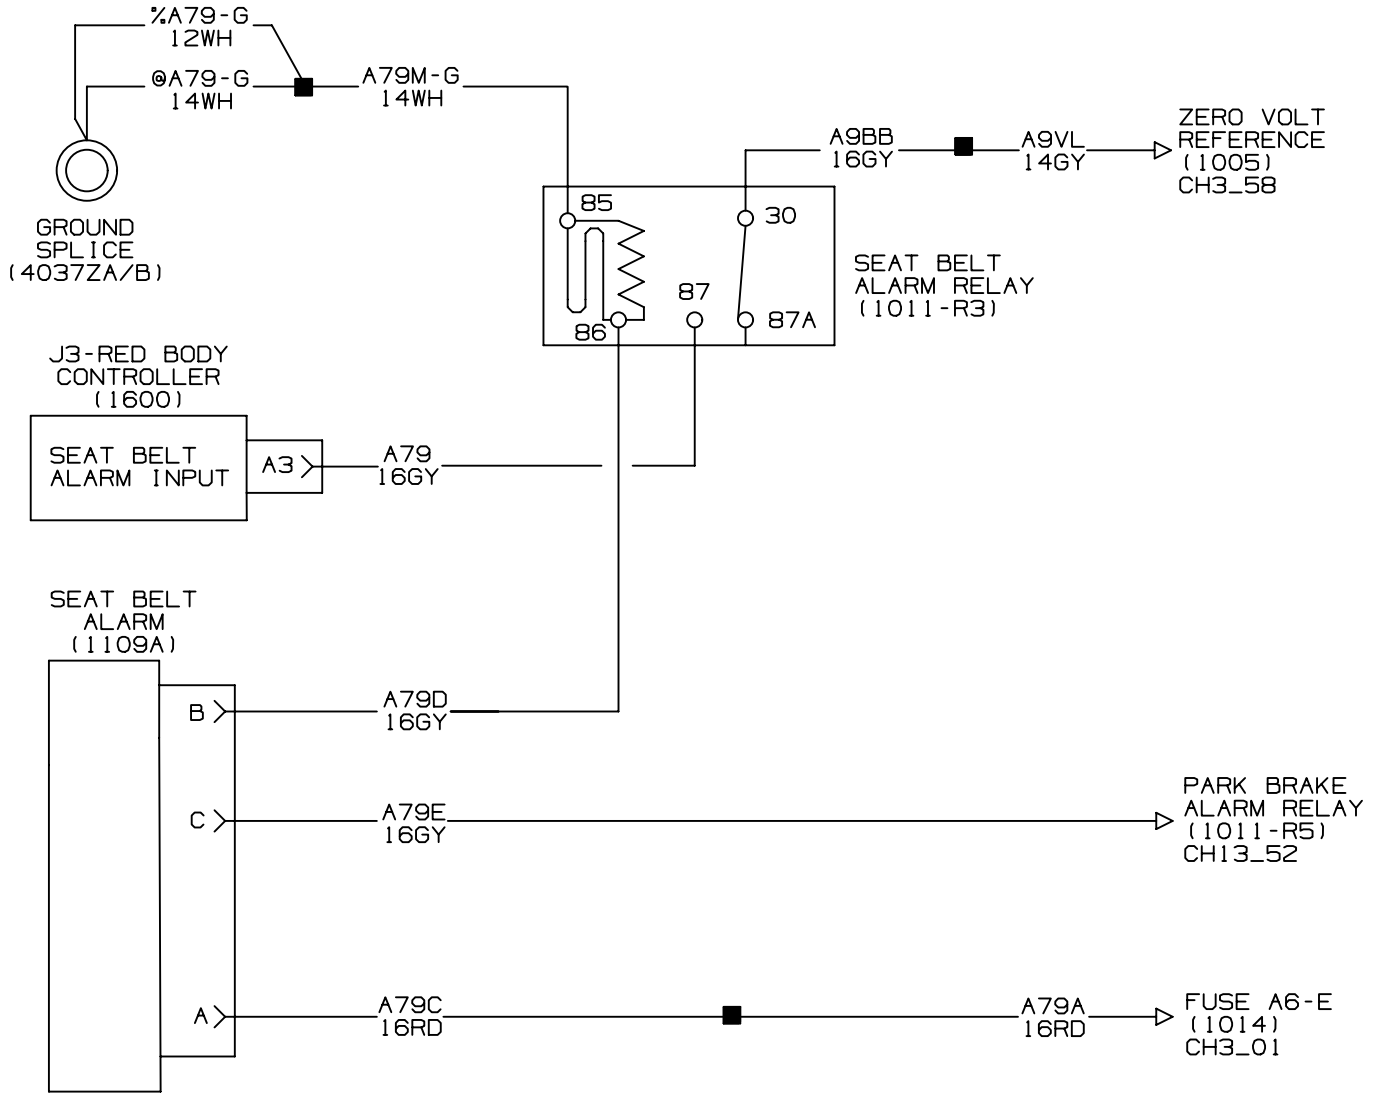 %A79-G
12WH
@A79-G
14WH
A79M-G
14WH
GROUND
SPLICE
(4037ZA/B)
A9BB
16GY
A9VL
14GY
ZERO VOLT
REFERENCE
(1005)
CH3_58
85
30
87
86
87A
SEAT BELT
ALARM RELAY
(1011-R3)
J3-RED BODY
CONTROLLER
(1600)
SEAT BELT
ALARM INPUT
A3
A79
16GY
SEAT BELT
ALARM
(1109A)
B
A79D
16GY
C
A79E
16GY
PARK BRAKE
ALARM RELAY
(1011-R5)
CH13_52
A
A79C
16RD
A79A
16RD
FUSE A6-E
(1014)
CH3_01